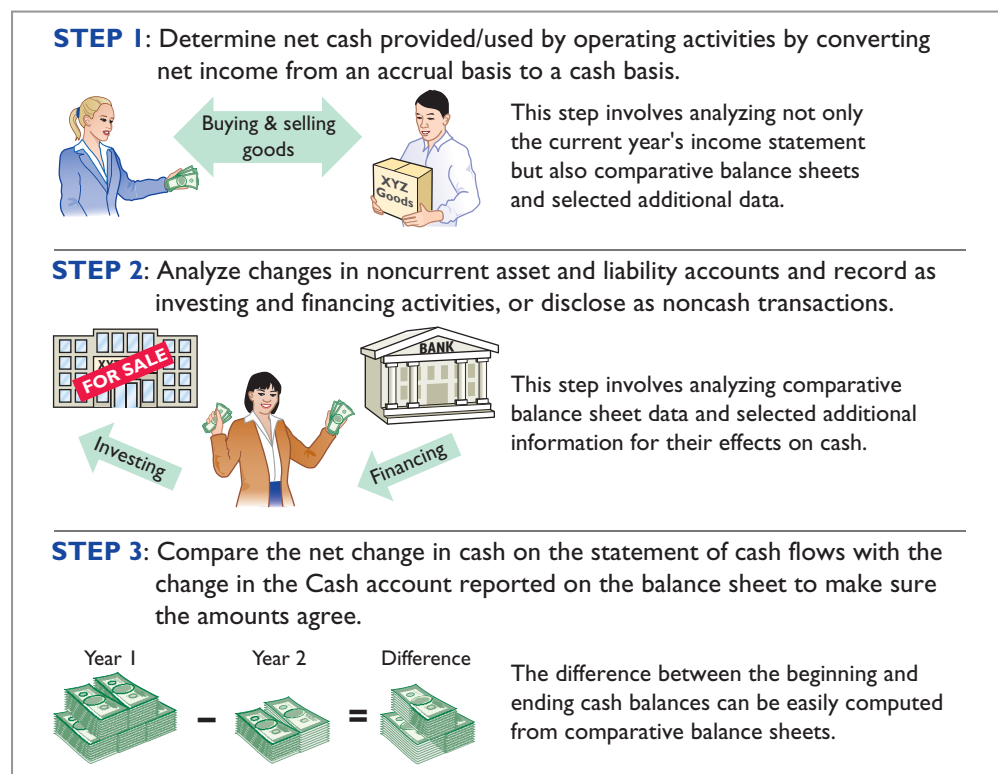 STEP 1: Determine net cash provided/used by operating activities by converting
net income from an accrual basis to a cash basis.
Buying & selling
goods
XYZ
Goods
This step involves analyzing not only
the current year's income statement
but also comparative balance sheets
and selected additional data.
STEP 2: Analyze changes in noncurrent asset and liability accounts and record as
investing and financing activities, or disclose as noncash transactions.
FOR SALE
BANK
Investing
Financing
This step involves analyzing comparative
balance sheet data and selected additional
information for their effects on cash.
STEP 3: Compare the net change in cash on the statement of cash flows with the
change in the Cash account reported on the balance sheet to make sure
the amounts agree.
Year 1
Year 2
Difference
–
=
The difference between the beginning and
ending cash balances can be easily computed
from comparative balance sheets.